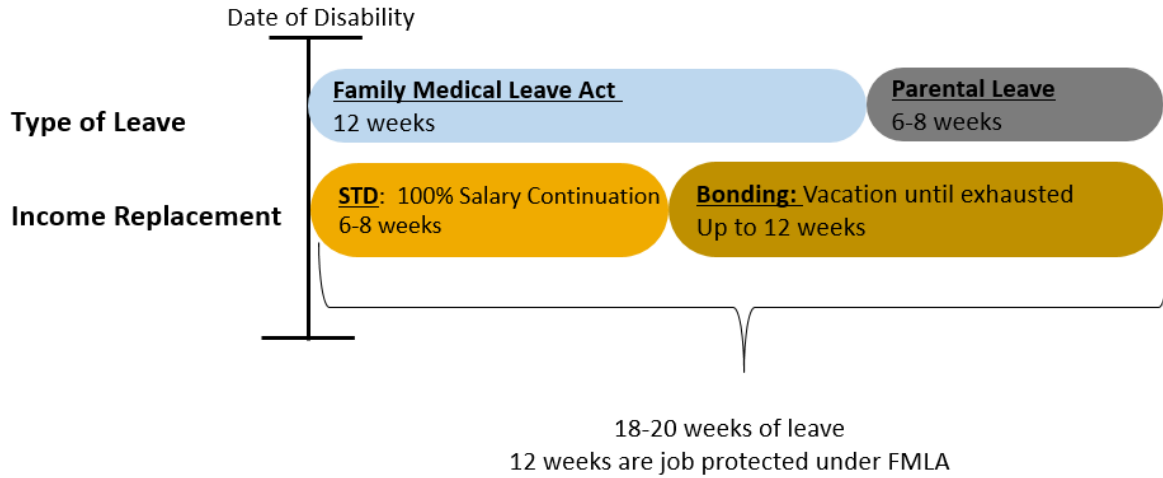 Date of Disability
Type of Leave
Family Medical Leave Act
12 weeks
Parental Leave
6-8 weeks
Income Replacement
STD: 100% Salary Continuation
6-8 weeks
Bonding: Vacation until exhausted
Up to 12 weeks
18-20 weeks of leave
12 weeks are job protected under FMLA